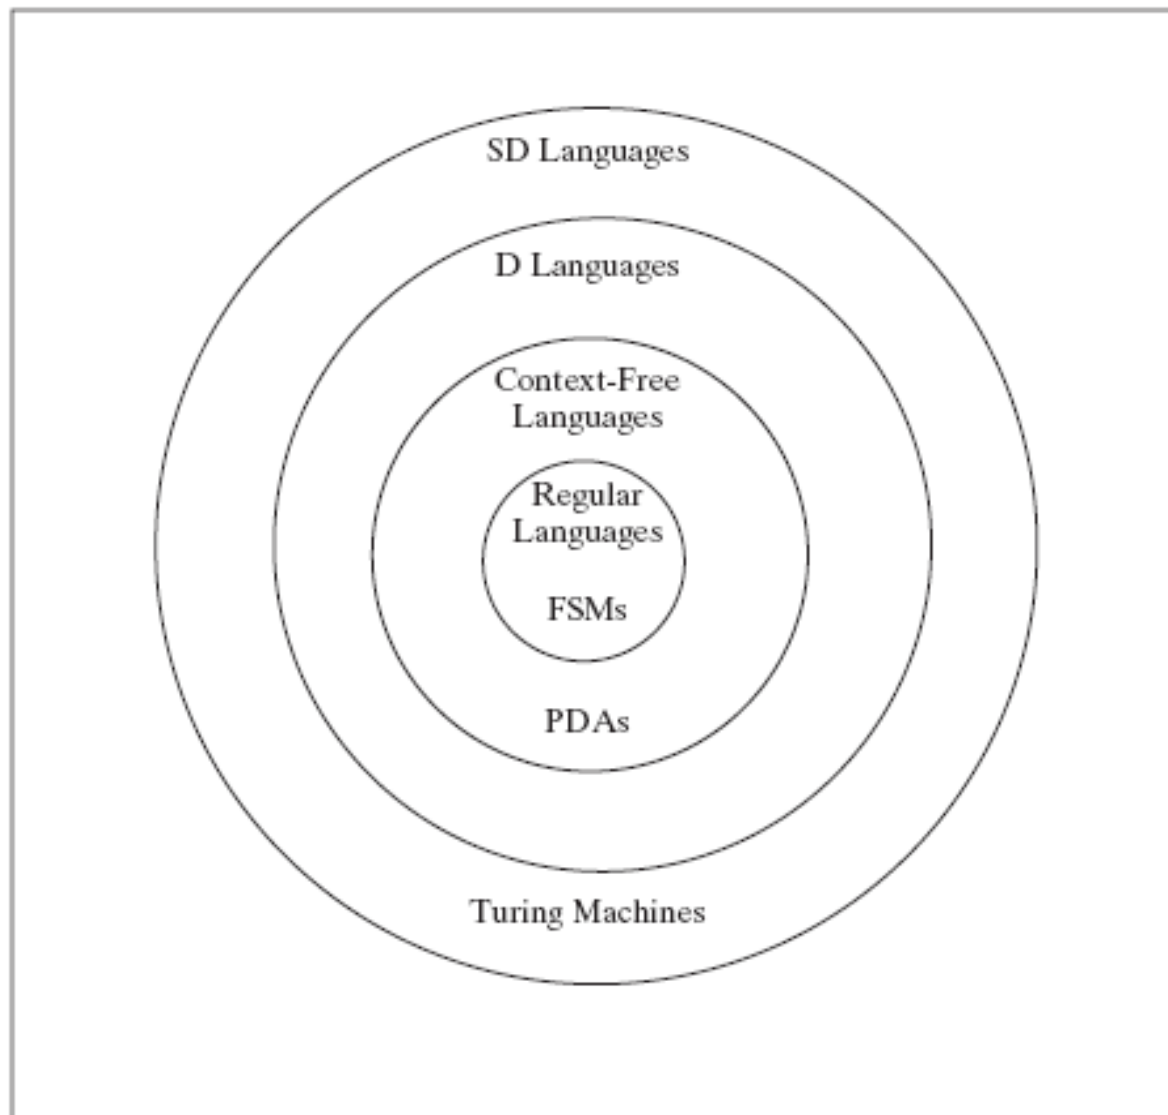 SD Languages
D Languages
Context-Free
Languages
Regular
Languages
FSMs
PDAs
Turing Machines